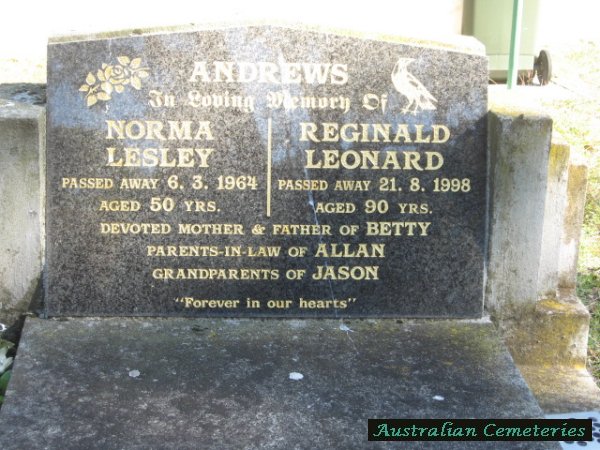 ANDREWS
In Loving Memory Of
NORMA
LESLEY
PASSED AWAY 6. 3. 1964
AGED 50 YRS.
REGINALD
LEONARD
PASSED AWAY 21. 8. 1998
AGED 90 YRS.
DEVOTED MOTHER & FATHER OF BETTY
PARENTS-IN-LAW OF ALLAN
GRANDPARENTS OF JASON
"Forever in our hearts"
Australian Cemeteries